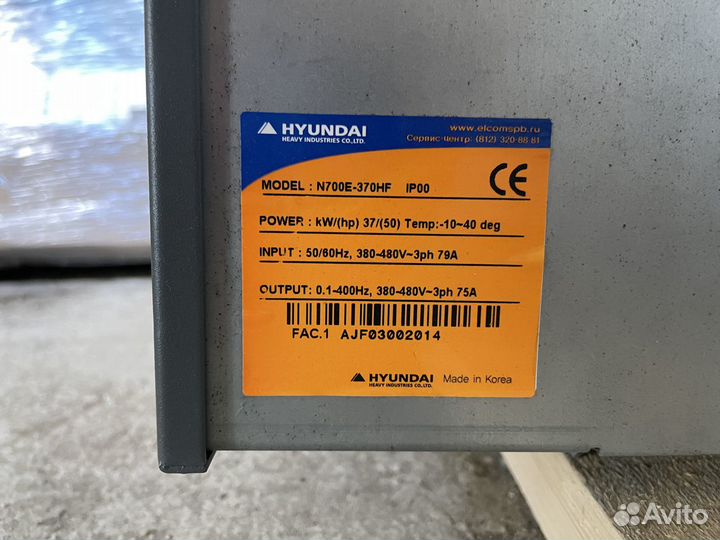 HYUNDAI
HEAVY INDUSTRIES CO.,LTD.
www.elcomspb.ru
Сервис-центр: (812) 320-88-81
MODEL : N700E-370HF IP00
CE
POWER : kW/(hp) 37/(50) Temp:-10~40 deg
INPUT : 50/60Hz, 380-480V~3ph 79A
OUTPUT: 0.1-400Hz, 380-480V~3ph 75A
FAC.1 AJF03002014
HYUNDAI
HEAVY INDUSTRIES CO.,LTD.
Made in Korea
Avito